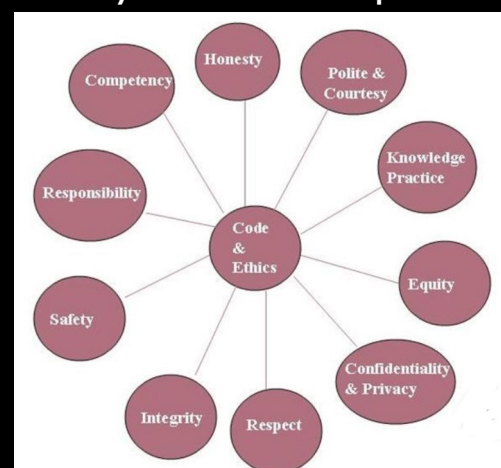 Honesty
Polite &
Courtesy
Competency
Knowledge
Practice
Responsibility
Code
&
Ethics
Equity
Safety
Confidentiality
& Privacy
Integrity
Respect